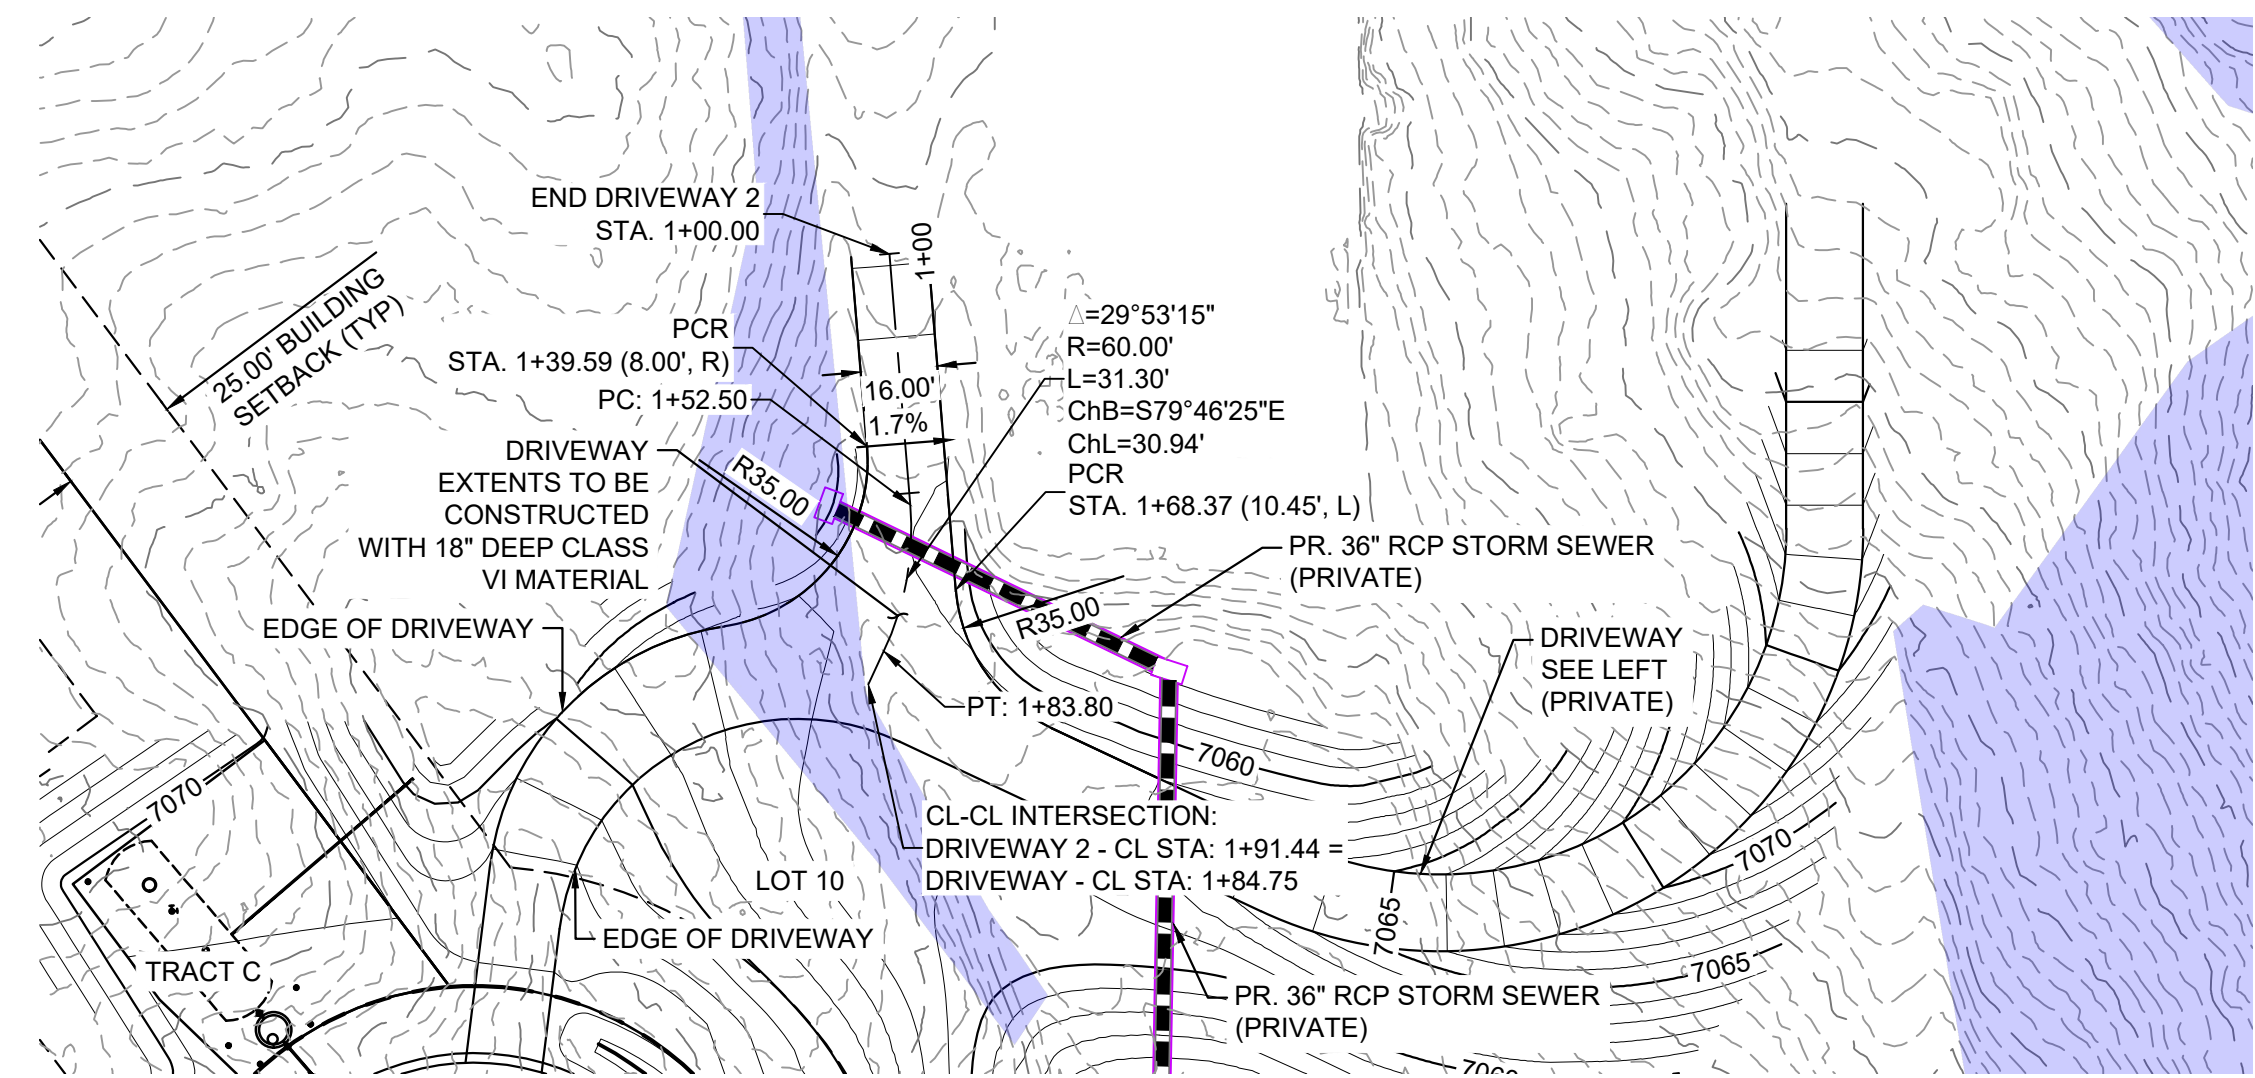 END DRIVEWAY 2
STA. 1+00.00
1+00
25.00' BUILDING
SETBACK (TYP)
PCR
STA. 1+39.59 (8.00', R)
PC: 1+52.50
16.00'
1.7%
Δ=29°53'15"
R=60.00'
L=31.30'
ChB=S79°46'25"E
ChL=30.94'
PCR
STA. 1+68.37 (10.45', L)
DRIVEWAY
EXTENTS TO BE
CONSTRUCTED
WITH 18" DEEP CLASS
VI MATERIAL
R35.00
PR. 36" RCP STORM SEWER
(PRIVATE)
R35.00
EDGE OF DRIVEWAY
DRIVEWAY
SEE LEFT
(PRIVATE)
PT: 1+83.80
7060
7070
CL-CL INTERSECTION:
DRIVEWAY 2 - CL STA: 1+91.44 =
DRIVEWAY - CL STA: 1+84.75
7070
LOT 10
7065
EDGE OF DRIVEWAY
TRACT C
7065
PR. 36" RCP STORM SEWER
(PRIVATE)
7060